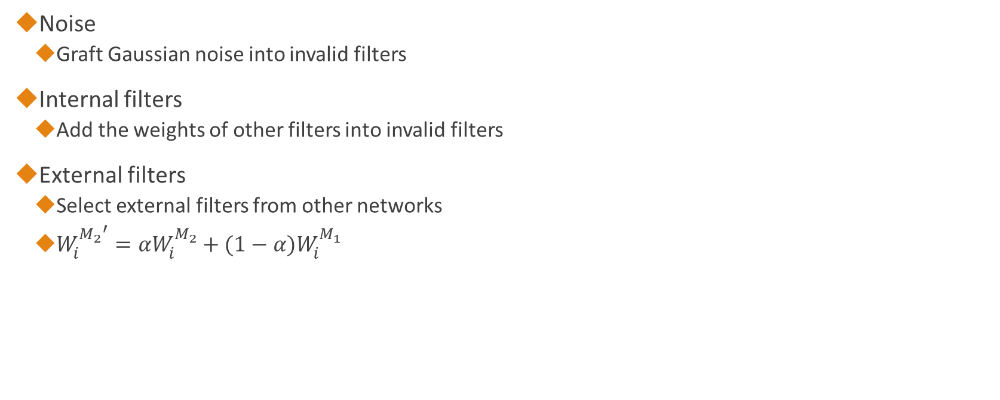 ◆Noise
◆Graft Gaussian noise into invalid filters
◆Internal filters
◆Add the weights of other filters into invalid filters
◆External filters
◆Select external filters from other networks
◆$W_i^{M_2}{}' = \alpha W_i^{M_2} + (1 - \alpha)W_i^{M_1}$